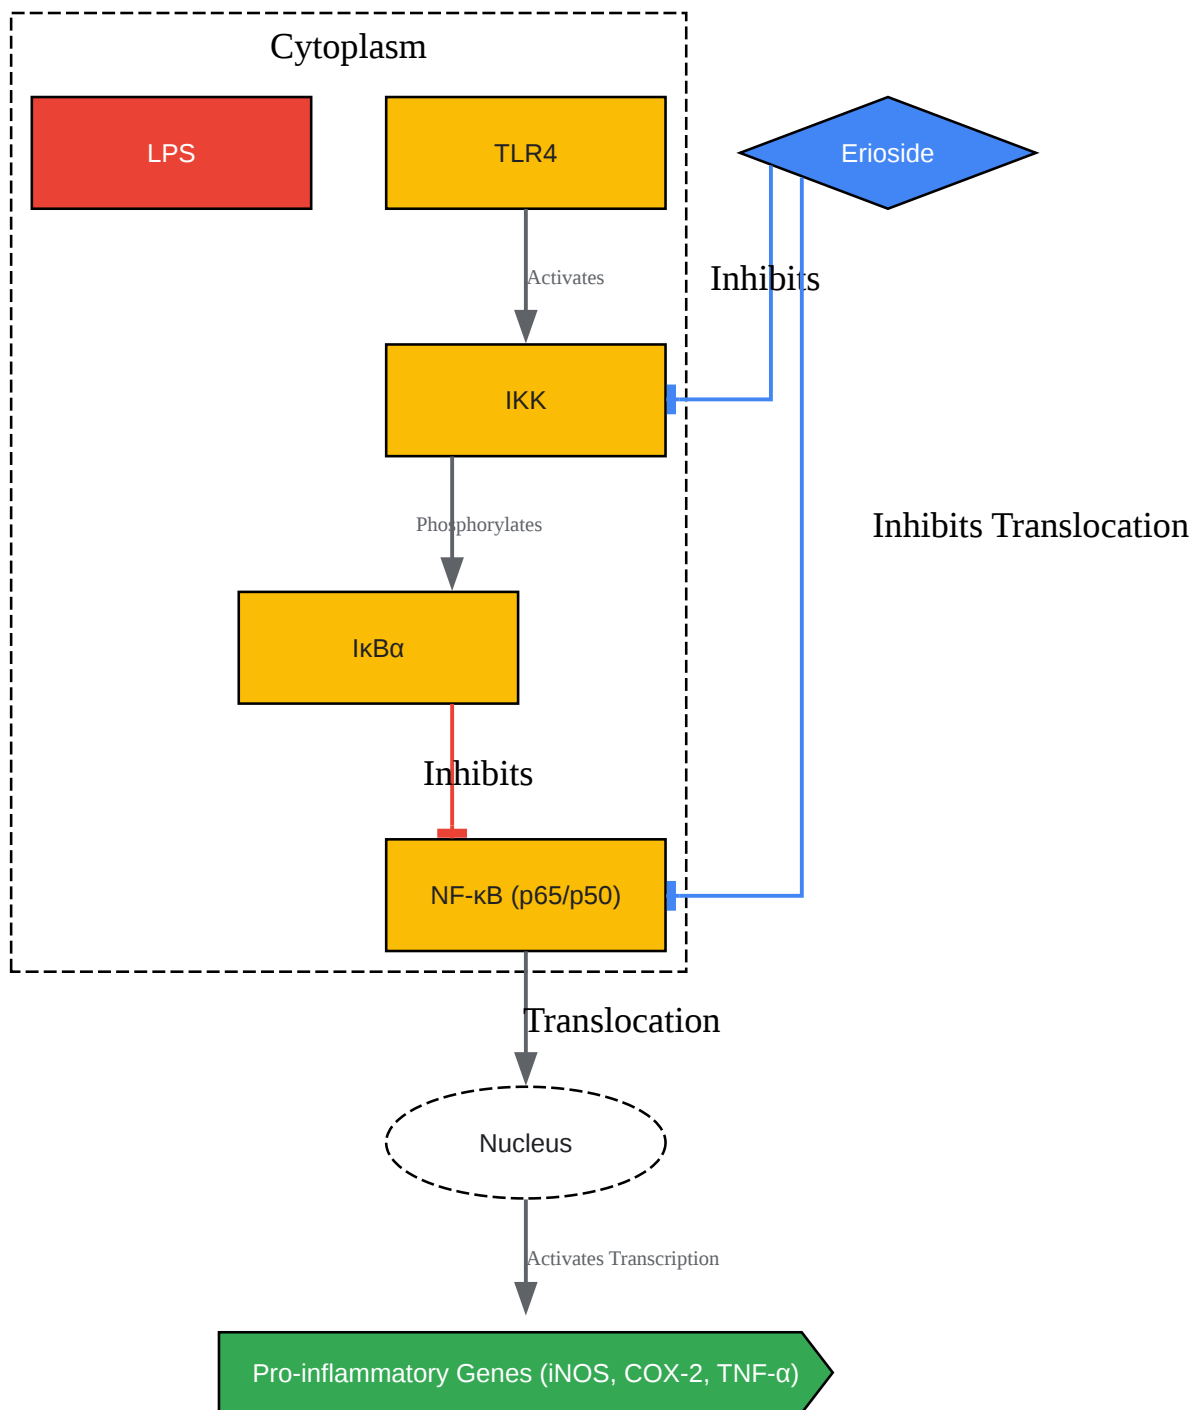 Cytoplasm
LPS
TLR4
Erioside
Activates
Inhibits
IKK
Phosphorylates
Inhibits Translocation
IκBα
Inhibits
NF-κB (p65/p50)
Translocation
Nucleus
Activates Transcription
Pro-inflammatory Genes (iNOS, COX-2, TNF-α)